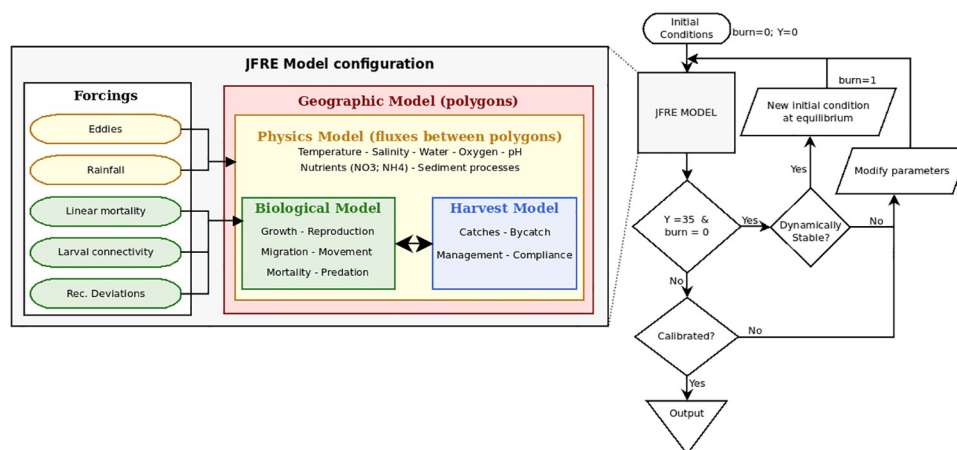 JFRE Model configuration
Forcings
Eddies
Rainfall
Linear mortality
Larval connectivity
Rec. Deviations
Geographic Model (polygons)
Physics Model (fluxes between polygons)
Temperature - Salinity - Water - Oxygen - pH
Nutrients (NO3; NH4) - Sediment processes
Biological Model
Growth - Reproduction
Migration - Movement
Mortality - Predation
Harvest Model
Catches - Bycatch
Management - Compliance
Initial
Conditions
burn=0; Y=0
JFRE MODEL
burn=1
New initial condition
at equilibrium
Modify parameters
Yes
Y =35 &
burn = 0
Yes
Dynamically
Stable?
No
No
Calibrated?
No
Yes
Output